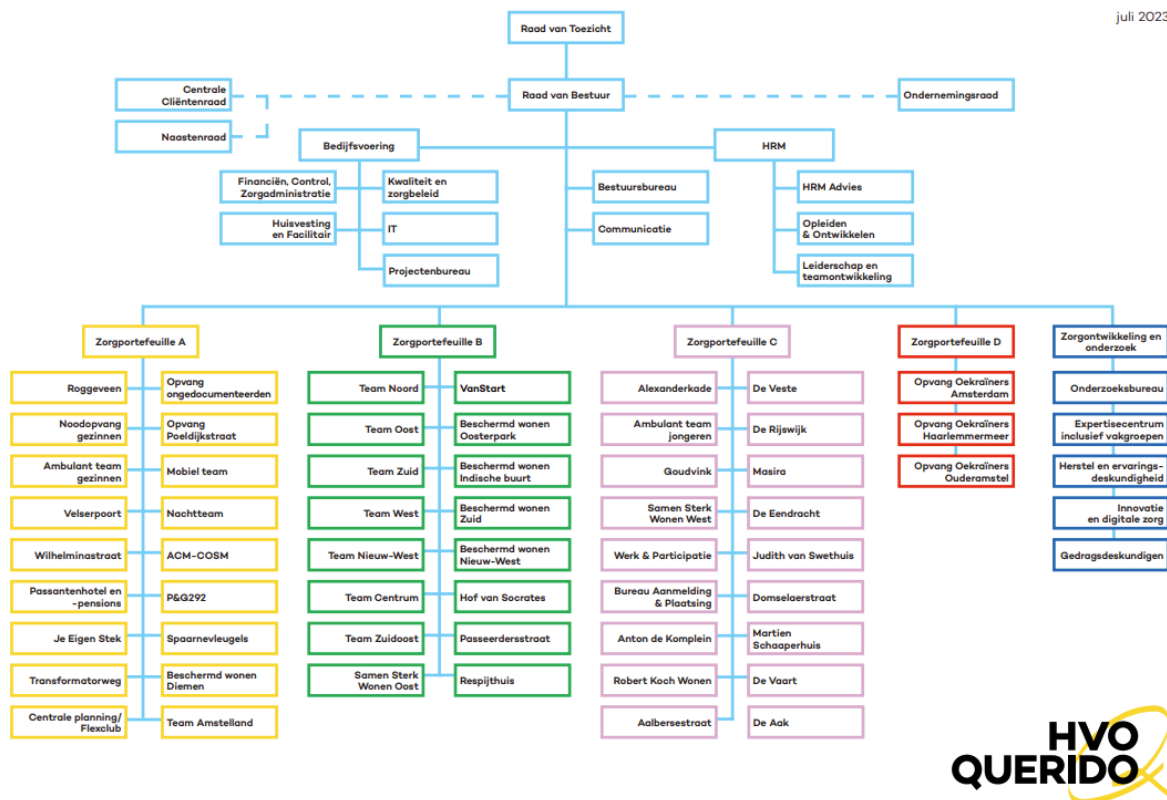 juli 2023
Raad van Toezicht
Centrale
Cliëntenraad
Raad van Bestuur
Ondernemingsraad
Naastenraad
Bedijfsvoering
HRM
Financiën, Control,
Zorgadministratie
Kwaliteit en
zorgbeleid
Bestuursbureau
HRM Advies
Huisvesting
en Facilitair
IT
Communicatie
Opleiden
& Ontwikkelen
Projectenbureau
Leiderschap en
teamontwikkeling
Zorgportefeuille A
Roggeveen
Opvang
ongedocumenteerden
Noodopvang
gezinnen
Opvang
Poeldijkstraat
Ambulant team
gezinnen
Mobiel team
Velserpoort
Nachtteam
Wilhelminastraat
ACM-COSM
Passantenhotel en
-pensions
P&G292
Je Eigen Stek
Spaarnevleugels
Transformatorweg
Beschermd wonen
Diemen
Centrale planning/
Flexclub
Team Amstelland
Zorgportefeuille B
Team Noord
VanStart
Team Oost
Beschermd wonen
Oosterpark
Team Zuid
Beschermd wonen
Indische buurt
Team West
Beschermd wonen
Zuid
Team Nieuw-West
Beschermd wonen
Nieuw-West
Team Centrum
Hof van Socrates
Team Zuidoost
Passeerdersstraat
Samen Sterk
Wonen Oost
Respijthuis
Zorgportefeuille C
Alexanderkade
De Veste
Ambulant team
jongeren
De Rijswijk
Goudvink
Masira
Samen Sterk
Wonen West
De Eendracht
Werk & Participatie
Judith van Swethuis
Bureau Aanmelding
& Plaatsing
Domselaerstraat
Anton de Komplein
Martien
Schaaperhuis
Robert Koch Wonen
De Vaart
Aalbersestraat
De Aak
Zorgportefeuille D
Opvang Oekraïners
Amsterdam
Opvang Oekraïners
Haarlemmermeer
Opvang Oekraïners
Ouderamstel
Zorgontwikkeling en
onderzoek
Onderzoeksbureau
Expertisecentrum
inclusief vakgroepen
Herstel en ervarings-
deskundigheid
Innovatie
en digitale zorg
Gedragsdeskundigen
HVO
QUERIDO